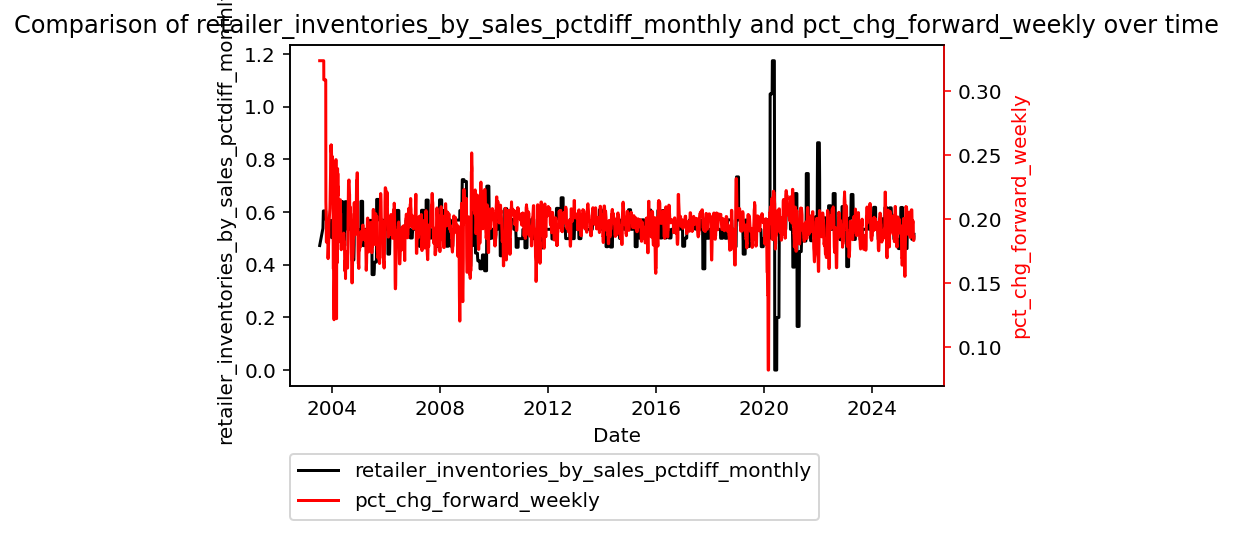 Comparison of retailer_inventories_by_sales_pctdiff_monthly and pct_chg_forward_weekly over time
retailer_inventories_by_sales_pctdiff_monthly
1.2
1.0
0.8
0.6
0.4
0.2
0.0
0.30
0.25
0.20
0.15
0.10
pct_chg_forward_weekly
2004 2008 2012 2016 2020 2024
Date
retailer_inventories_by_sales_pctdiff_monthly
pct_chg_forward_weekly